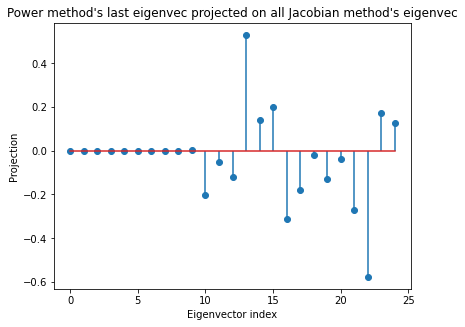 Power method's last eigenvec projected on all Jacobian method's eigenvec
0.4
0.2
0.0
−0.2
−0.4
−0.6
Projection
0 5 10 15 20 25
Eigenvector index